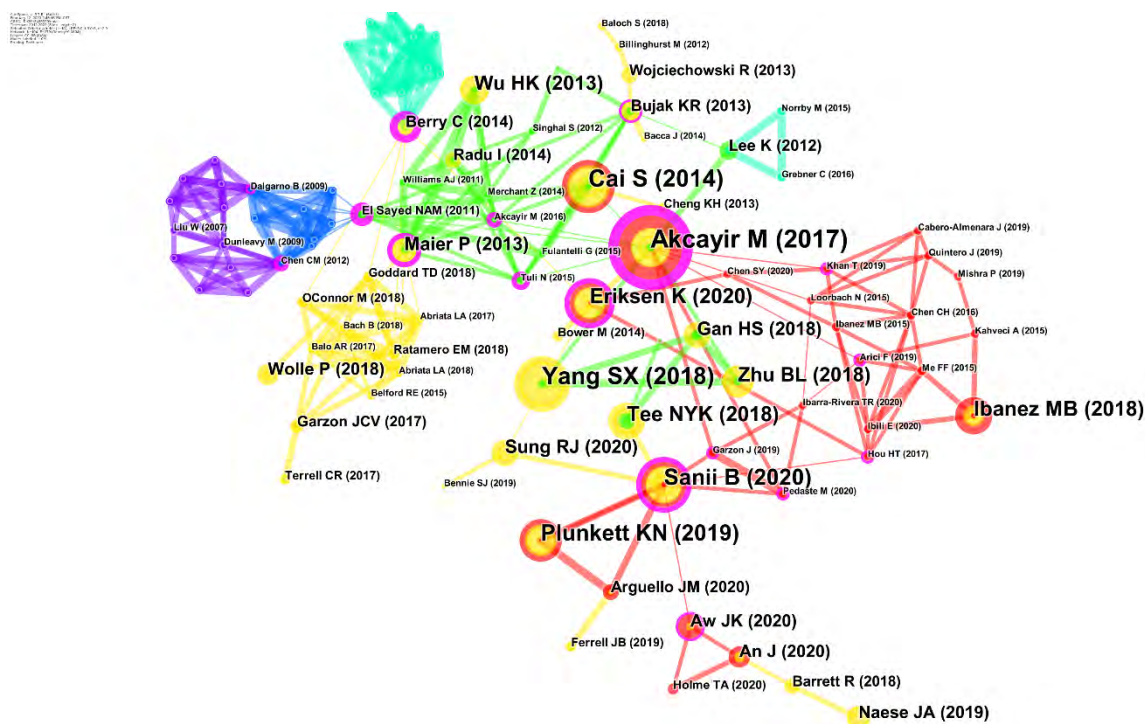 Baloch S (2018)
Billinghurst M (2012)
Wojciechowski R (2013)
Wu HK (2013)
Bujak KR (2013)
Norrby M (2015)
Berry C (2014)
Singhal S (2012)
Bacca J (2014)
Lee K (2012)
Radu I (2014)
Cai S (2014)
Grebner C (2016)
Williams AJ (2011)
Merchant Z (2014)
Dalgarno B (2009)
Cheng KH (2013)
El Sayed NAM (2011)
Akcayir M (2016)
Liu W (2007)
Cabero-Almenara J (2019)
Dunleavy M (2009)
Maier P (2013)
Fulantelli G (2015)
Akcayir M (2017)
Quintero J (2019)
Chen CM (2012)
Goddard TD (2018)
Tuli N (2015)
Chen SY (2020)
Khan T (2019)
Mishra P (2019)
OConnor M (2018)
Abriata LA (2017)
Eriksen K (2020)
Loorbach N (2015)
Bach B (2018)
Chen CH (2016)
Bower M (2014)
Gan HS (2018)
Ibanez MB (2015)
Kahveci A (2015)
Balo AR (2017)
Ratamero EM (2018)
Arici F (2019)
Wolle P (2018)
Abriata LA (2018)
Yang SX (2018)
Zhu BL (2018)
Me FF (2015)
Belford RE (2015)
Ibarra-Rivera TR (2020)
Garzon JCV (2017)
Tee NYK (2018)
Ibanez MB (2018)
Ibili E (2020)
Sung RJ (2020)
Garzon J (2019)
Hou HT (2017)
Terrell CR (2017)
Sanii B (2020)
Bennie SJ (2019)
Pedaste M (2020)
Plunkett KN (2019)
Arguello JM (2020)
Aw JK (2020)
Ferrell JB (2019)
An J (2020)
Holme TA (2020)
Barrett R (2018)
Naese JA (2019)